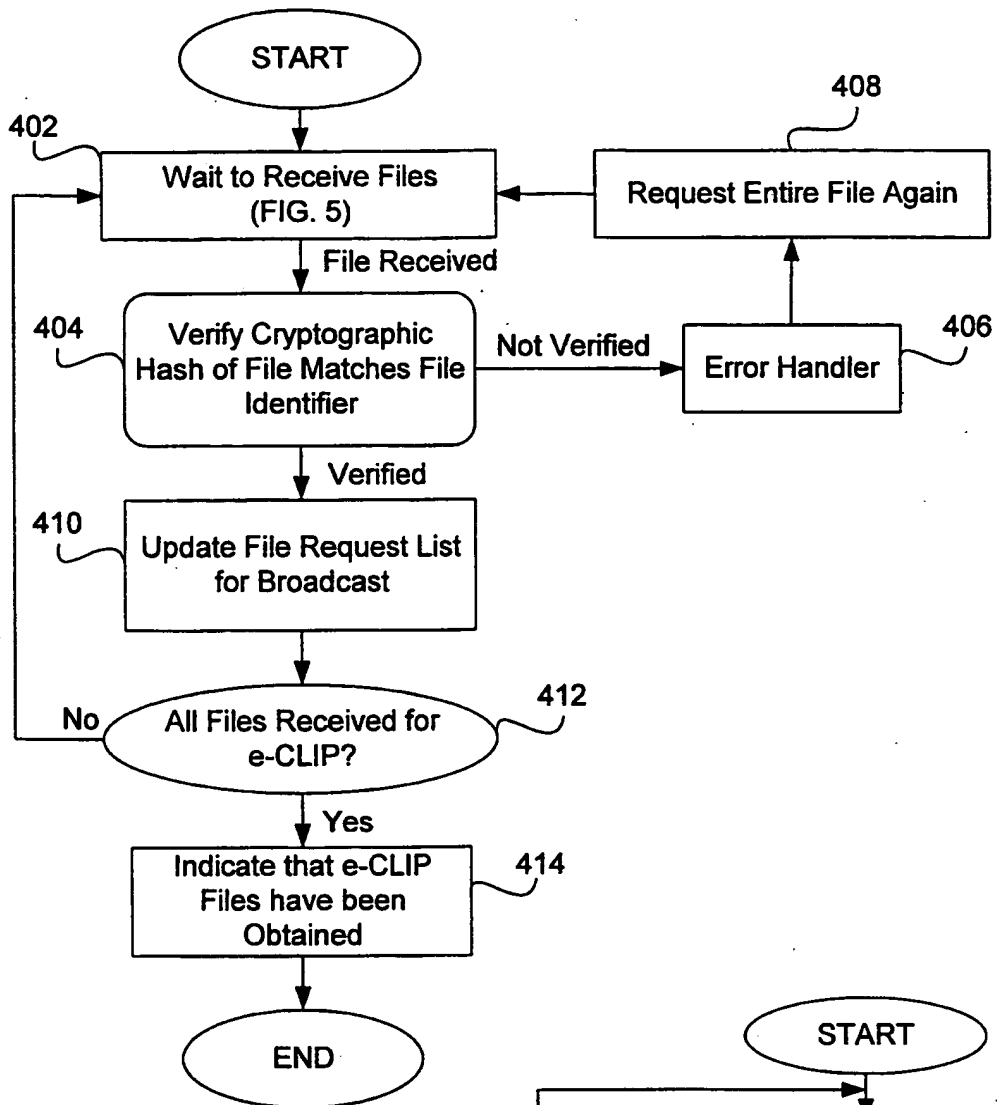 START
402
408
Wait to Receive Files
(FIG. 5)
Request Entire File Again
File Received
404
Verify Cryptographic
Hash of File Matches File
Identifier
Not Verified
Error Handler
406
Verified
410
Update File Request List
for Broadcast
No
All Files Received for
e-CLIP?
412
Yes
Indicate that e-CLIP
Files have been
Obtained
414
END
START